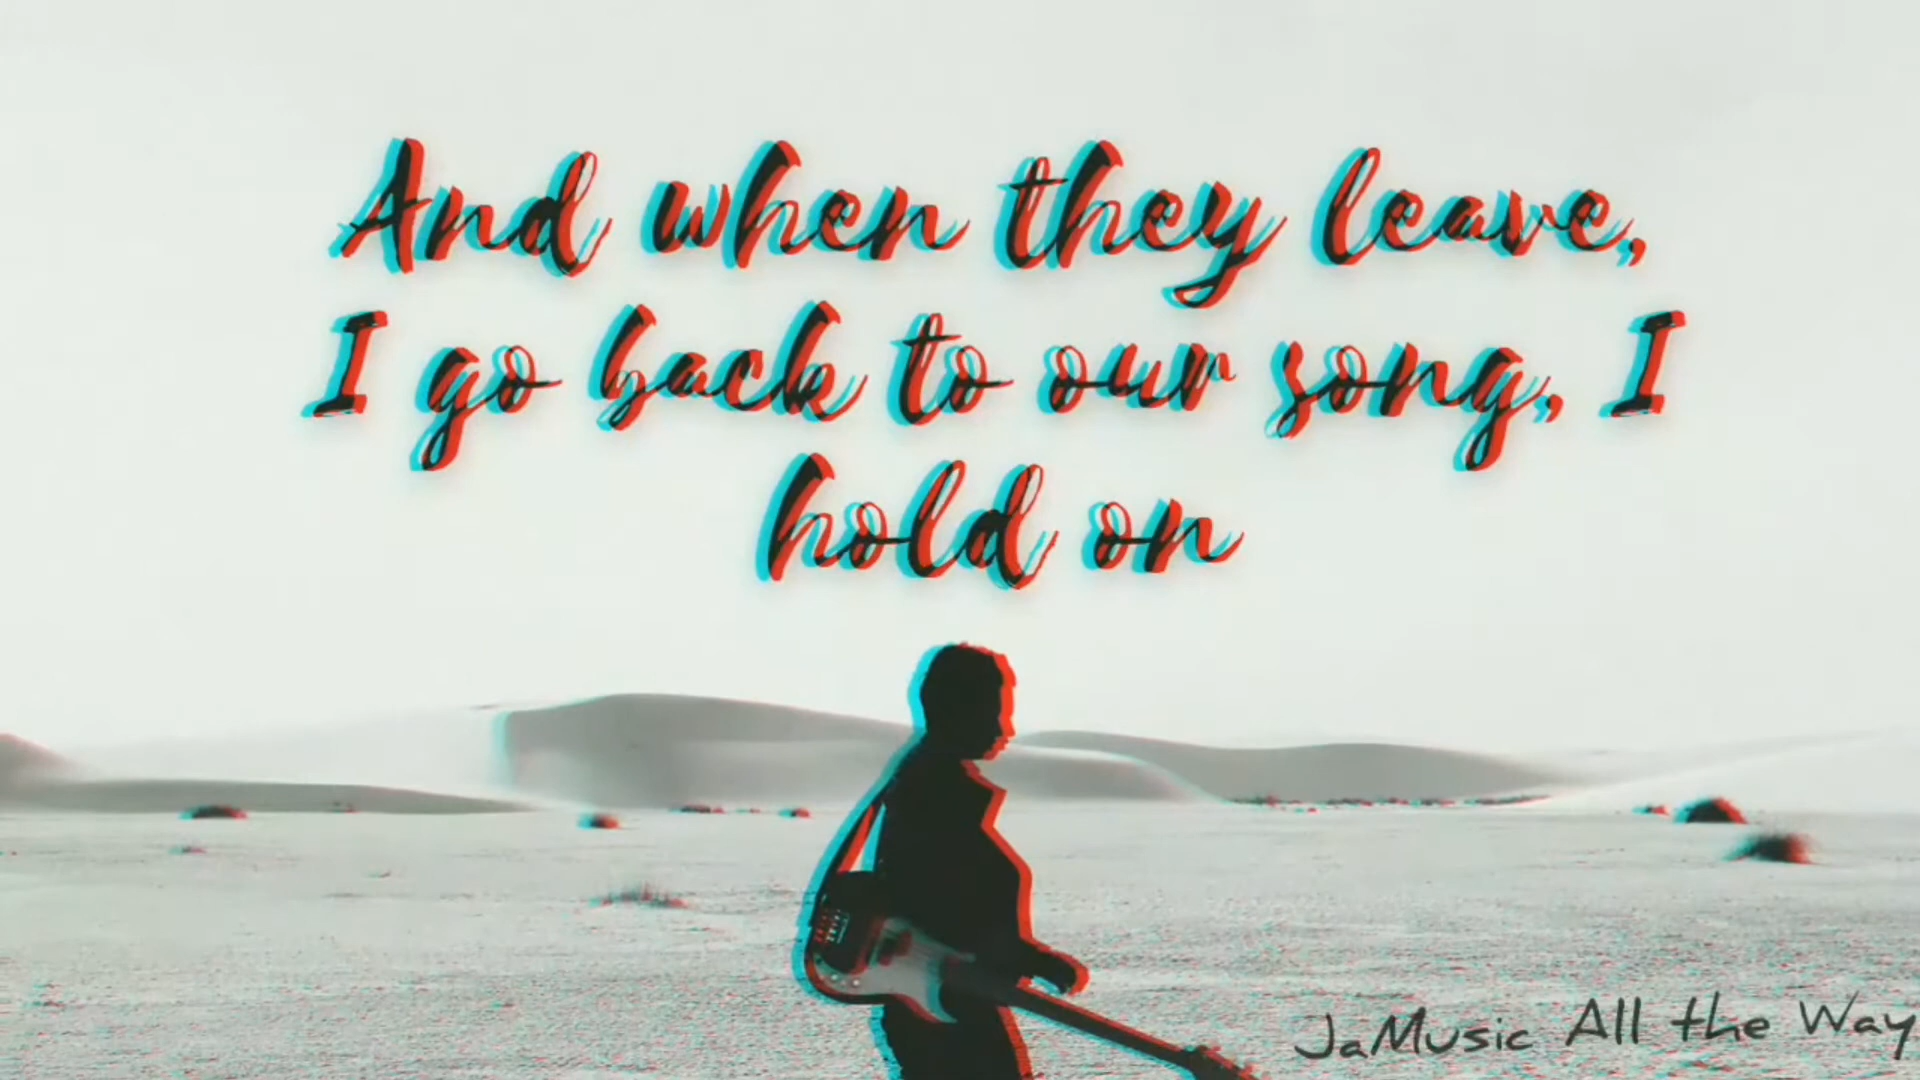 And when they leave,
I go back to our song, I
hold on
JaMusic All the Way